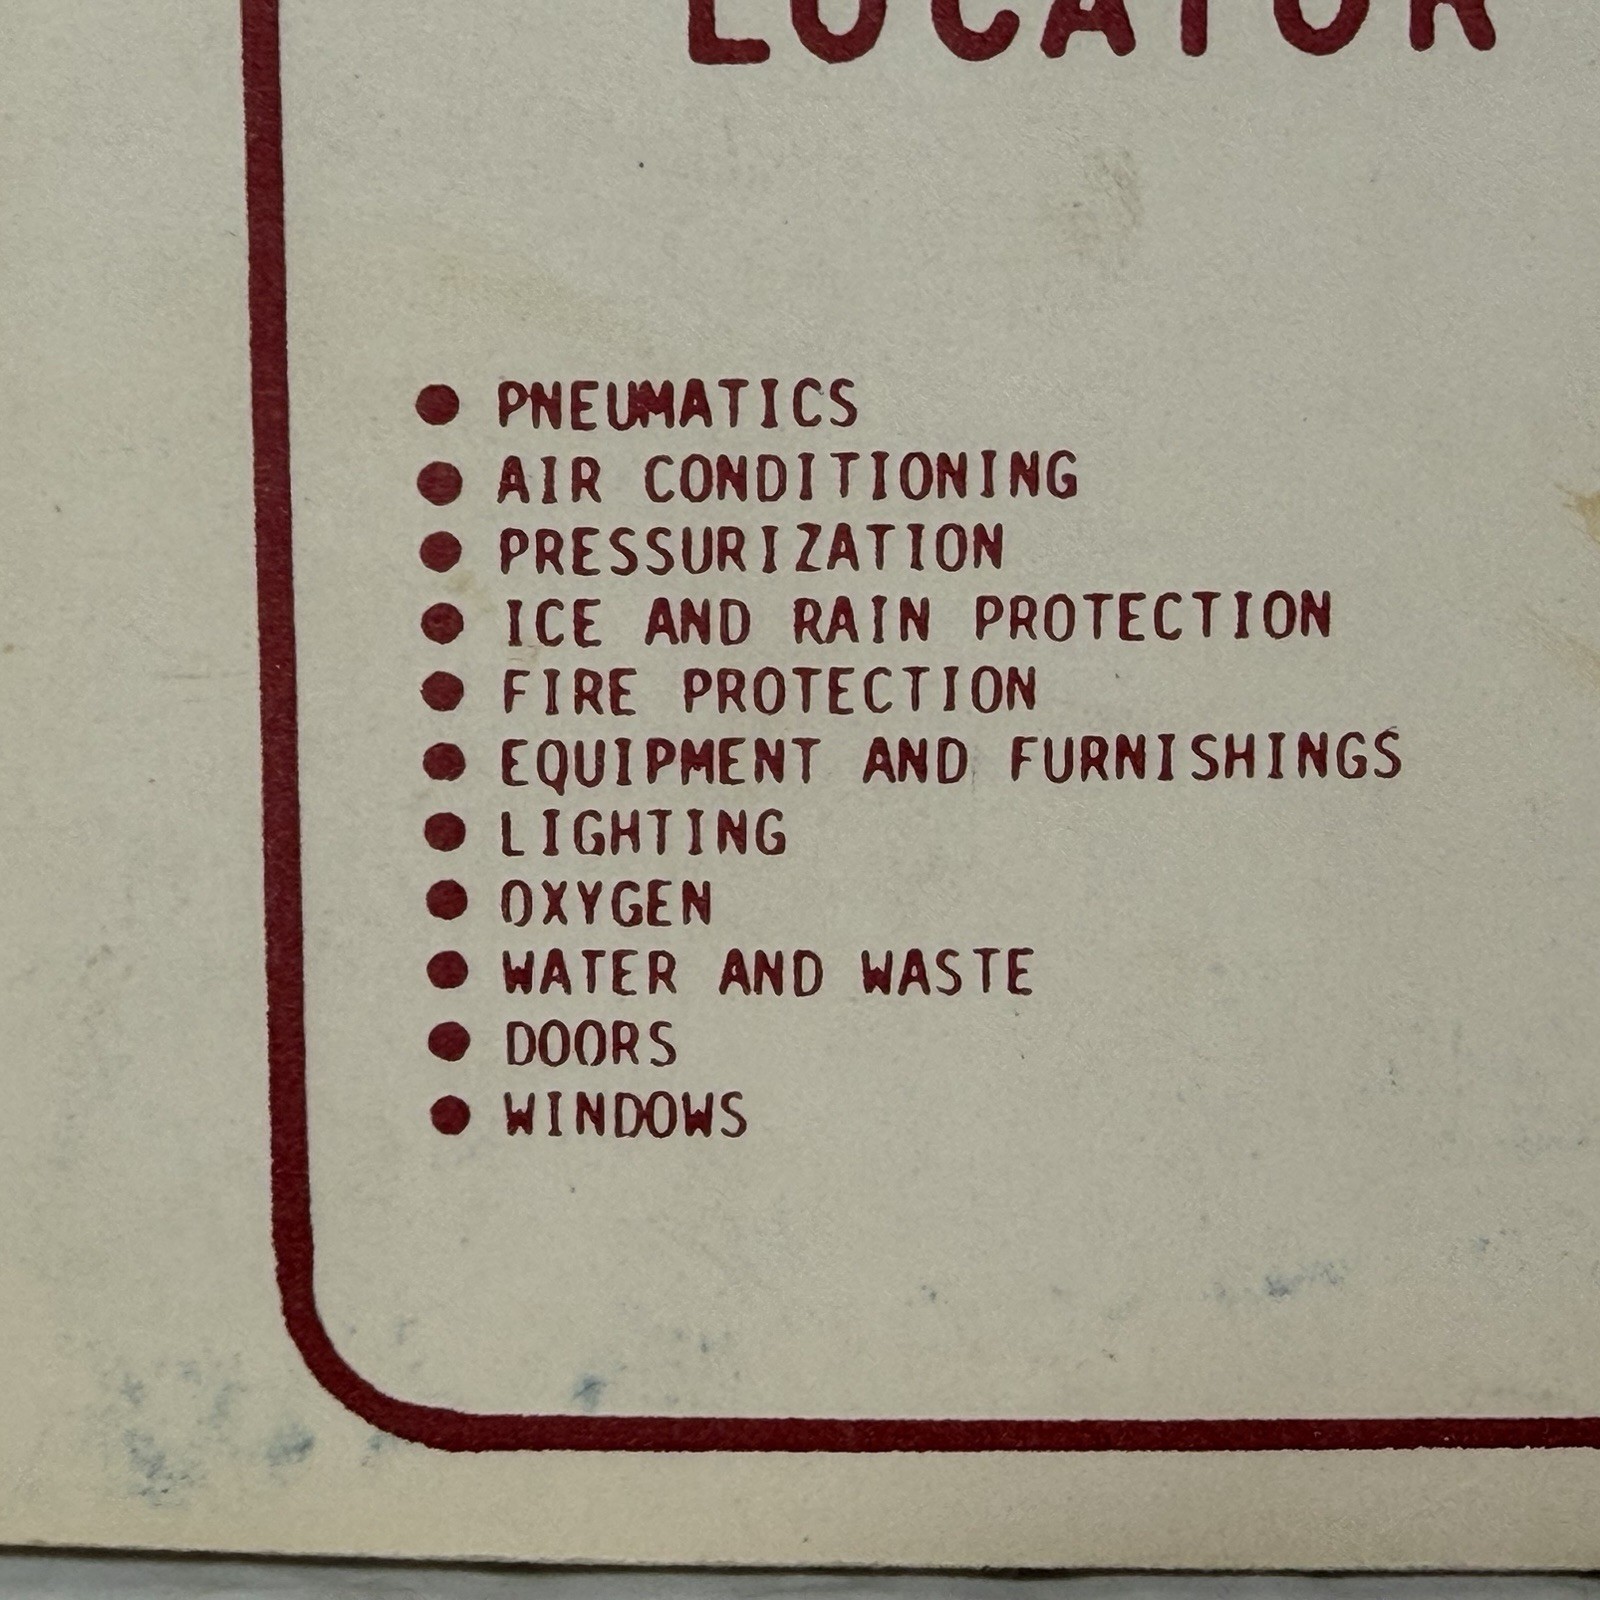 LOCATOR
● PNEUMATICS
● AIR CONDITIONING
● PRESSURIZATION
● ICE AND RAIN PROTECTION
● FIRE PROTECTION
● EQUIPMENT AND FURNISHINGS
● LIGHTING
● OXYGEN
● WATER AND WASTE
● DOORS
● WINDOWS